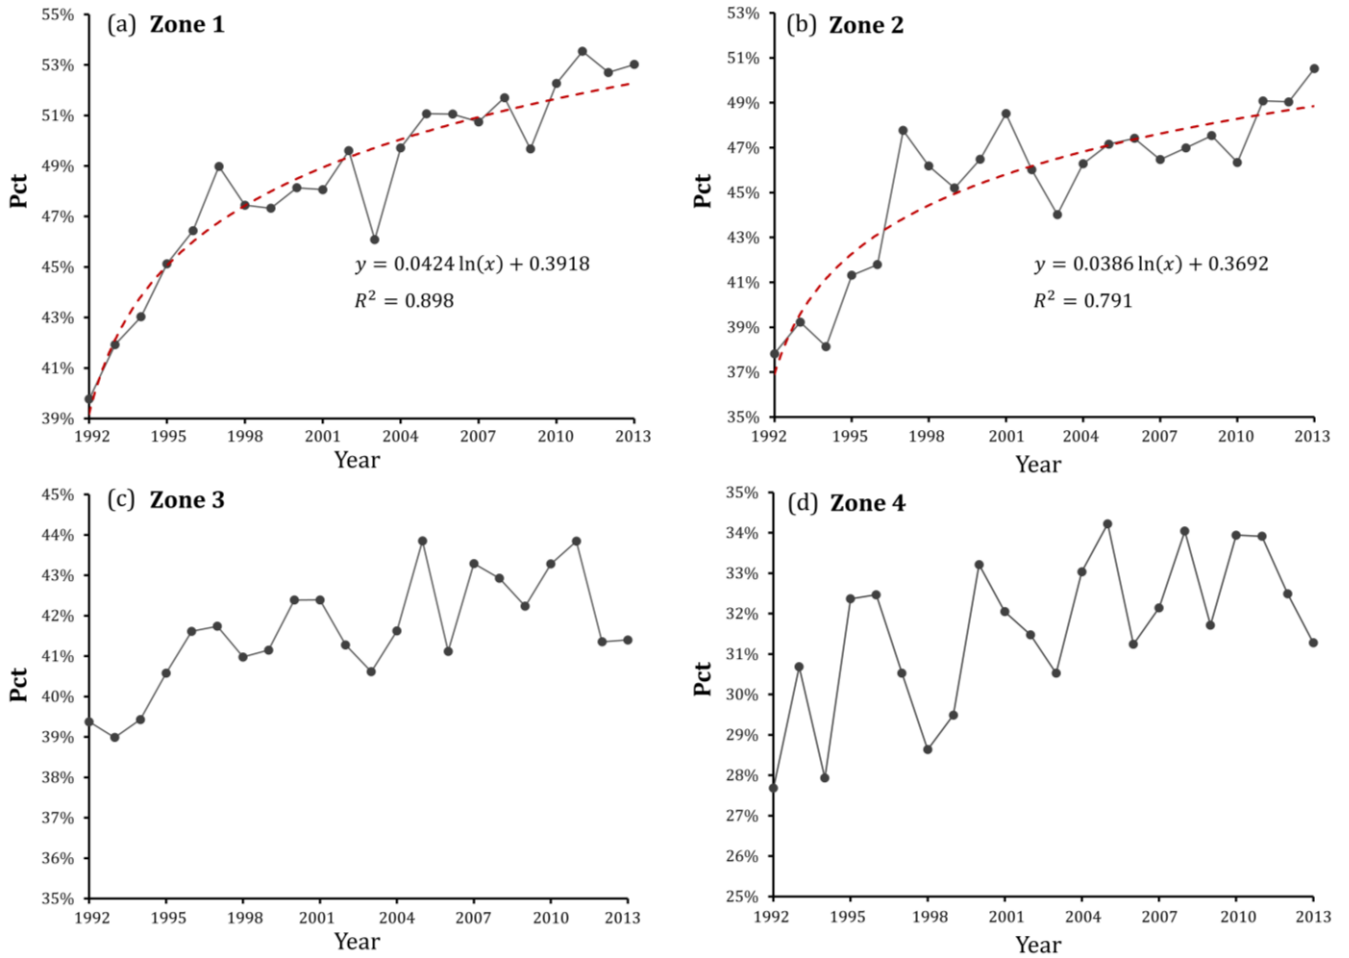 (a) Zone 1
55%
53%
51%
49%
47%
45%
43%
41%
39%
Pct
y = 0.0424 ln(x) + 0.3918
R² = 0.898
1992 1995 1998 2001 2004 2007 2010 2013
Year
(b) Zone 2
53%
51%
49%
47%
45%
43%
41%
39%
37%
35%
Pct
y = 0.0386 ln(x) + 0.3692
R² = 0.791
1992 1995 1998 2001 2004 2007 2010 2013
Year
(c) Zone 3
45%
44%
43%
42%
41%
40%
39%
38%
37%
36%
35%
Pct
1992 1995 1998 2001 2004 2007 2010 2013
Year
(d) Zone 4
35%
34%
33%
32%
31%
30%
29%
28%
27%
26%
25%
Pct
1992 1995 1998 2001 2004 2007 2010 2013
Year